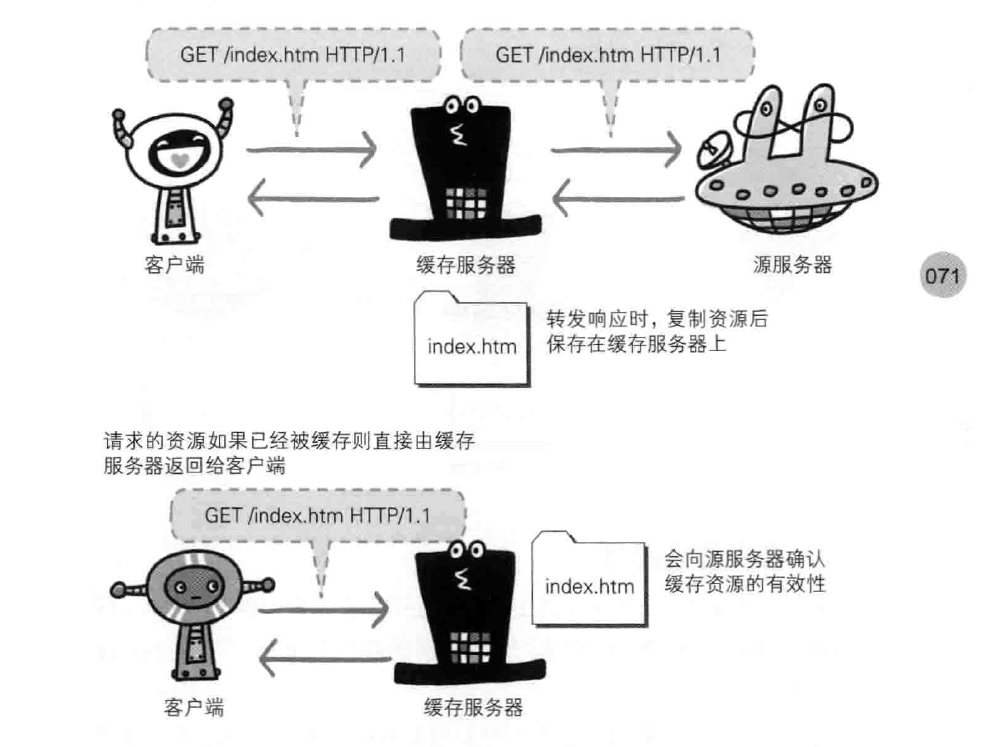 GET /index.htm HTTP/1.1
GET /index.htm HTTP/1.1
客户端
缓存服务器
源服务器
071
index.htm
转发响应时，复制资源后
保存在缓存服务器上
请求的资源如果已经被缓存则直接由缓存
服务器返回给客户端
GET /index.htm HTTP/1.1
index.htm
会向源服务器确认
缓存资源的有效性
客户端
缓存服务器